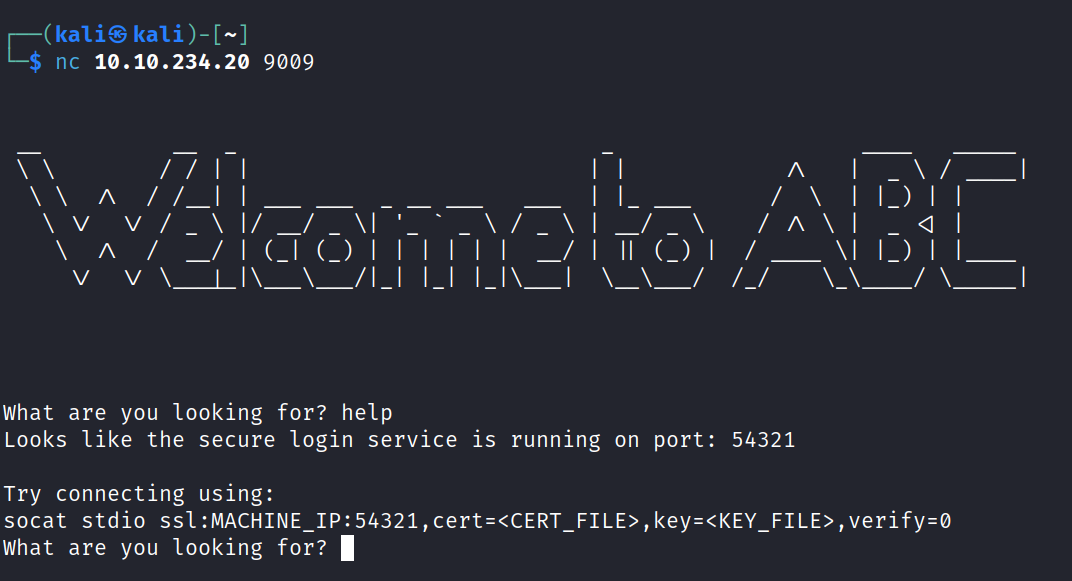 ┌──(kali㉿kali)-[~]
└─$ nc 10.10.234.20 9009
Welcome to ABC
What are you looking for? help
Looks like the secure login service is running on port: 54321
Try connecting using:
socat stdio ssl:MACHINE_IP:54321,cert=<CERT_FILE>,key=<KEY_FILE>,verify=0
What are you looking for?